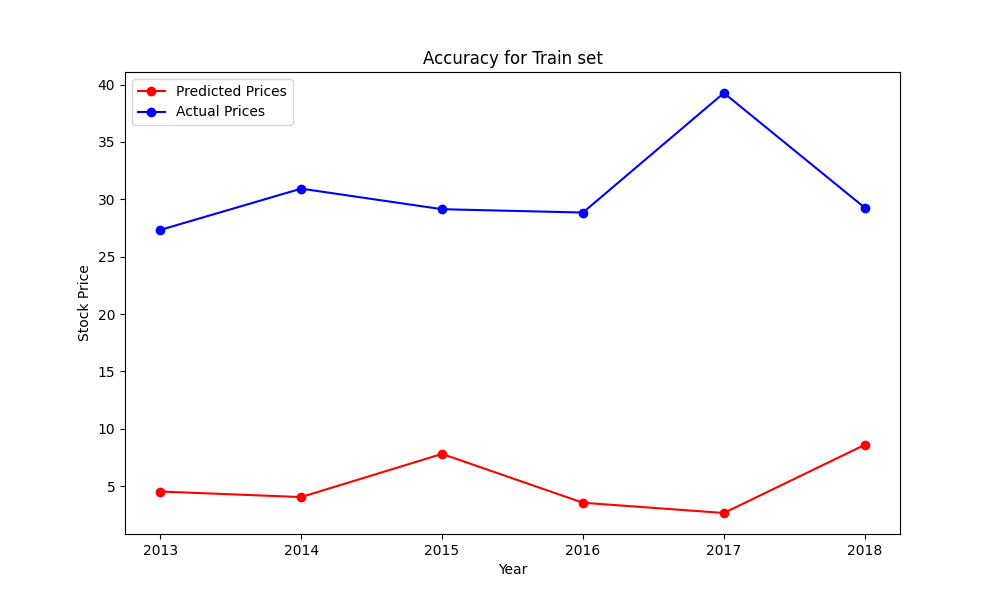 Accuracy for Train set
Predicted Prices
Actual Prices
40
35
30
25
20
15
10
5
Stock Price
2013 2014 2015 2016 2017 2018
Year